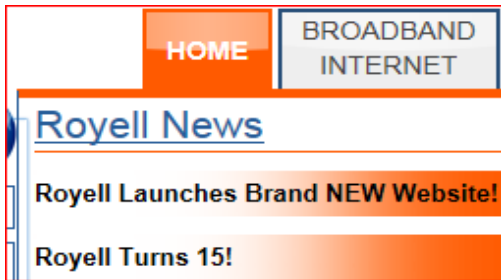 HOME
BROADBAND
INTERNET
Royell News
Royell Launches Brand NEW Website!
Royell Turns 15!